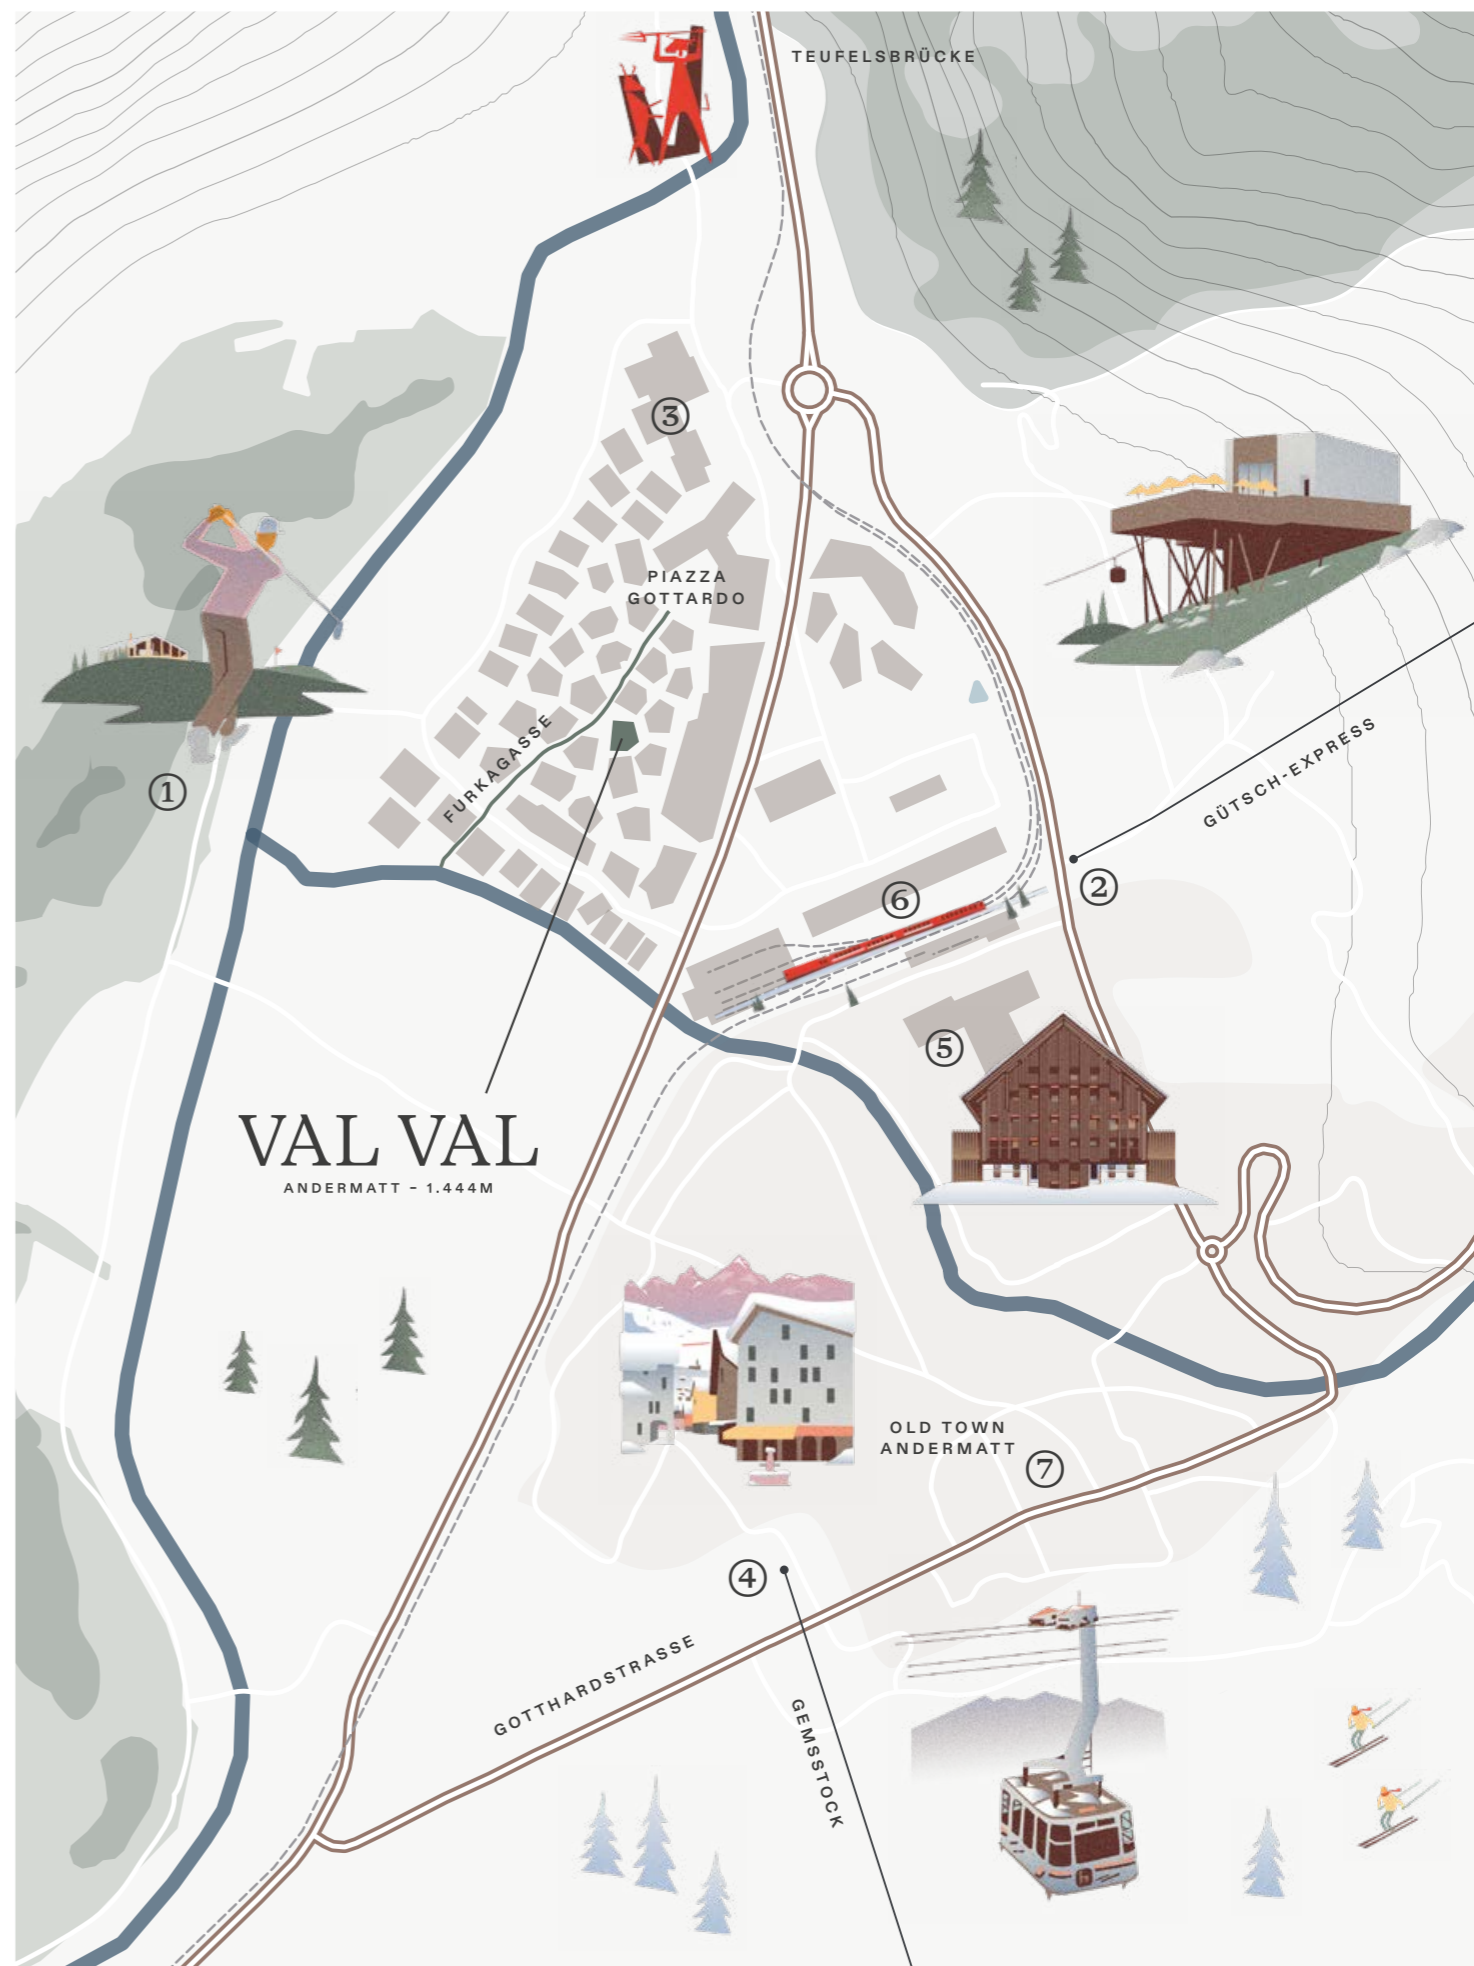 TEUFELSBRÜCKE
3
PIAZZA
GOTTARDO
FURKAGASSE
1
GÜTSCH-EXPRESS
2
6
5
VAL VAL
ANDERMATT – 1.444M
OLD TOWN
ANDERMATT
7
4
GOTTHARDSTRASSE
GEMSSTOCK